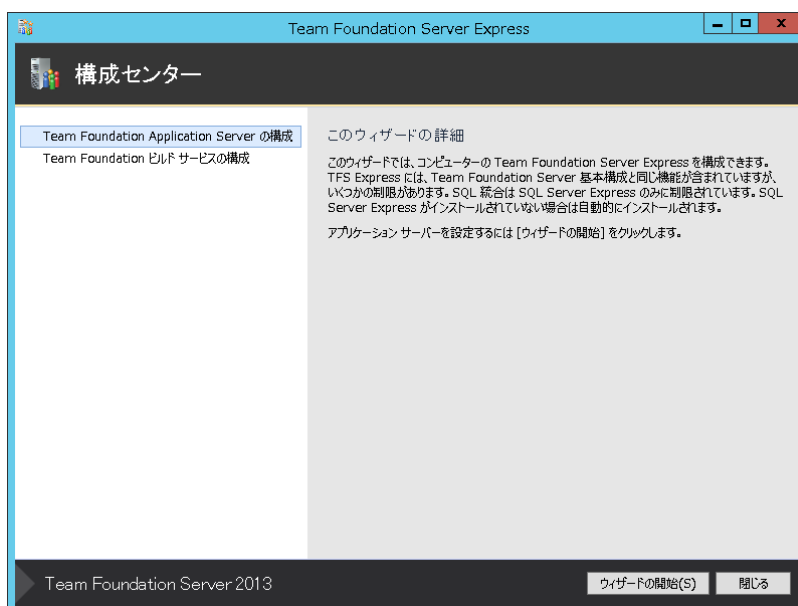 Team Foundation Server Express
構成センター
Team Foundation Application Server の構成
Team Foundation ビルド サービスの構成
このウィザードの詳細
このウィザードでは、コンピューターの Team Foundation Server Express を構成できます。
TFS Express には、Team Foundation Server 基本構成と同じ機能が含まれていますが、
いくつかの制限があります。SQL 統合は SQL Server Express のみに制限されています。SQL
Server Express がインストールされていない場合は自動的にインストールされます。
アプリケーション サーバーを設定するには [ウィザードの開始] をクリックします。
Team Foundation Server 2013
ウィザードの開始(S)
閉じる